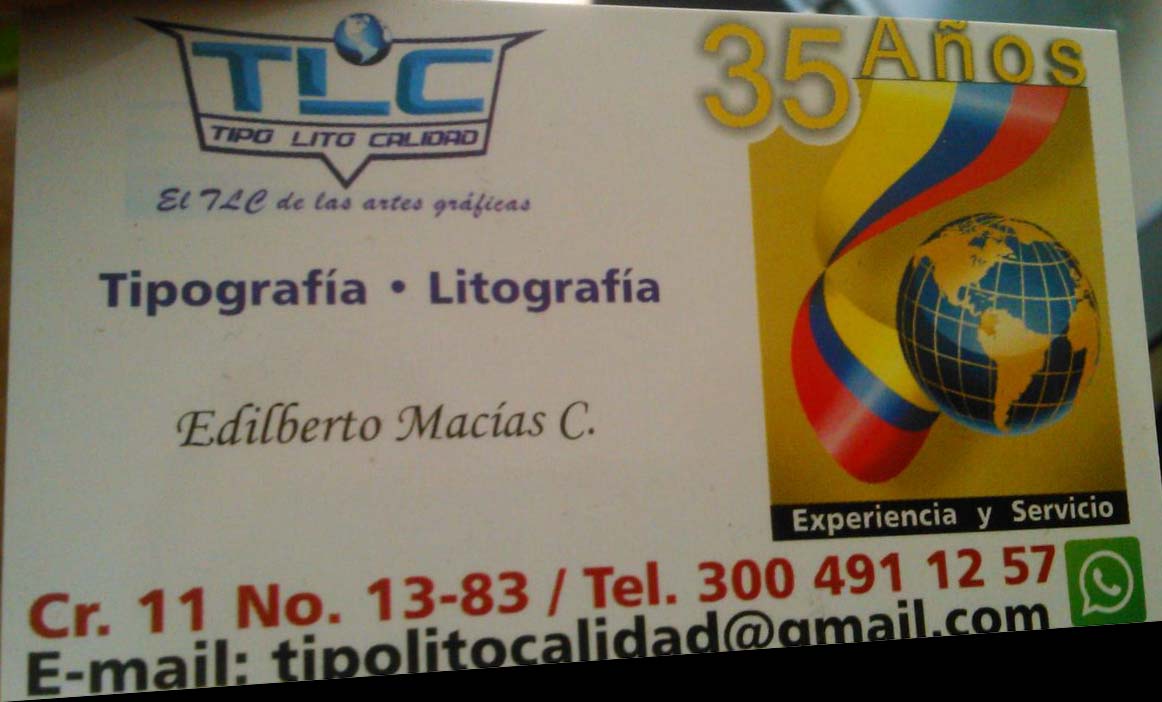 TLC
TIPO LITO CALIDAD
El TLC de las artes gráficas
35 Años
Tipografía • Litografía
Edilberto Macías C.
Experiencia y Servicio
Cr. 11 No. 13-83 / Tel. 300 491 12 57
E-mail: tipolitocalidad@gmail.com